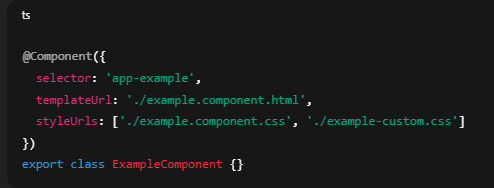 ts
@Component({
  selector: 'app-example',
  templateUrl: './example.component.html',
  styleUrls: ['./example.component.css', './example-custom.css']
})
export class ExampleComponent {}